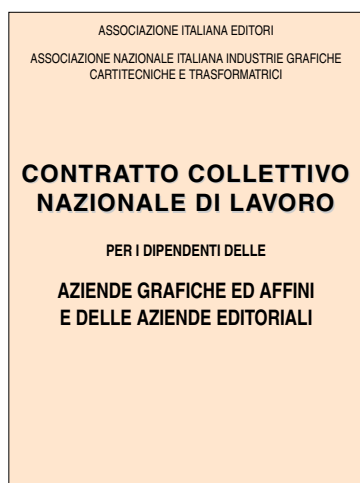 ASSOCIAZIONE ITALIANA EDITORI
ASSOCIAZIONE NAZIONALE ITALIANA INDUSTRIE GRAFICHE
CARTITECNICHE E TRASFORMATRICI
CONTRATTO COLLETTIVO
NAZIONALE DI LAVORO
PER I DIPENDENTI DELLE
AZIENDE GRAFICHE ED AFFINI
E DELLE AZIENDE EDITORIALI